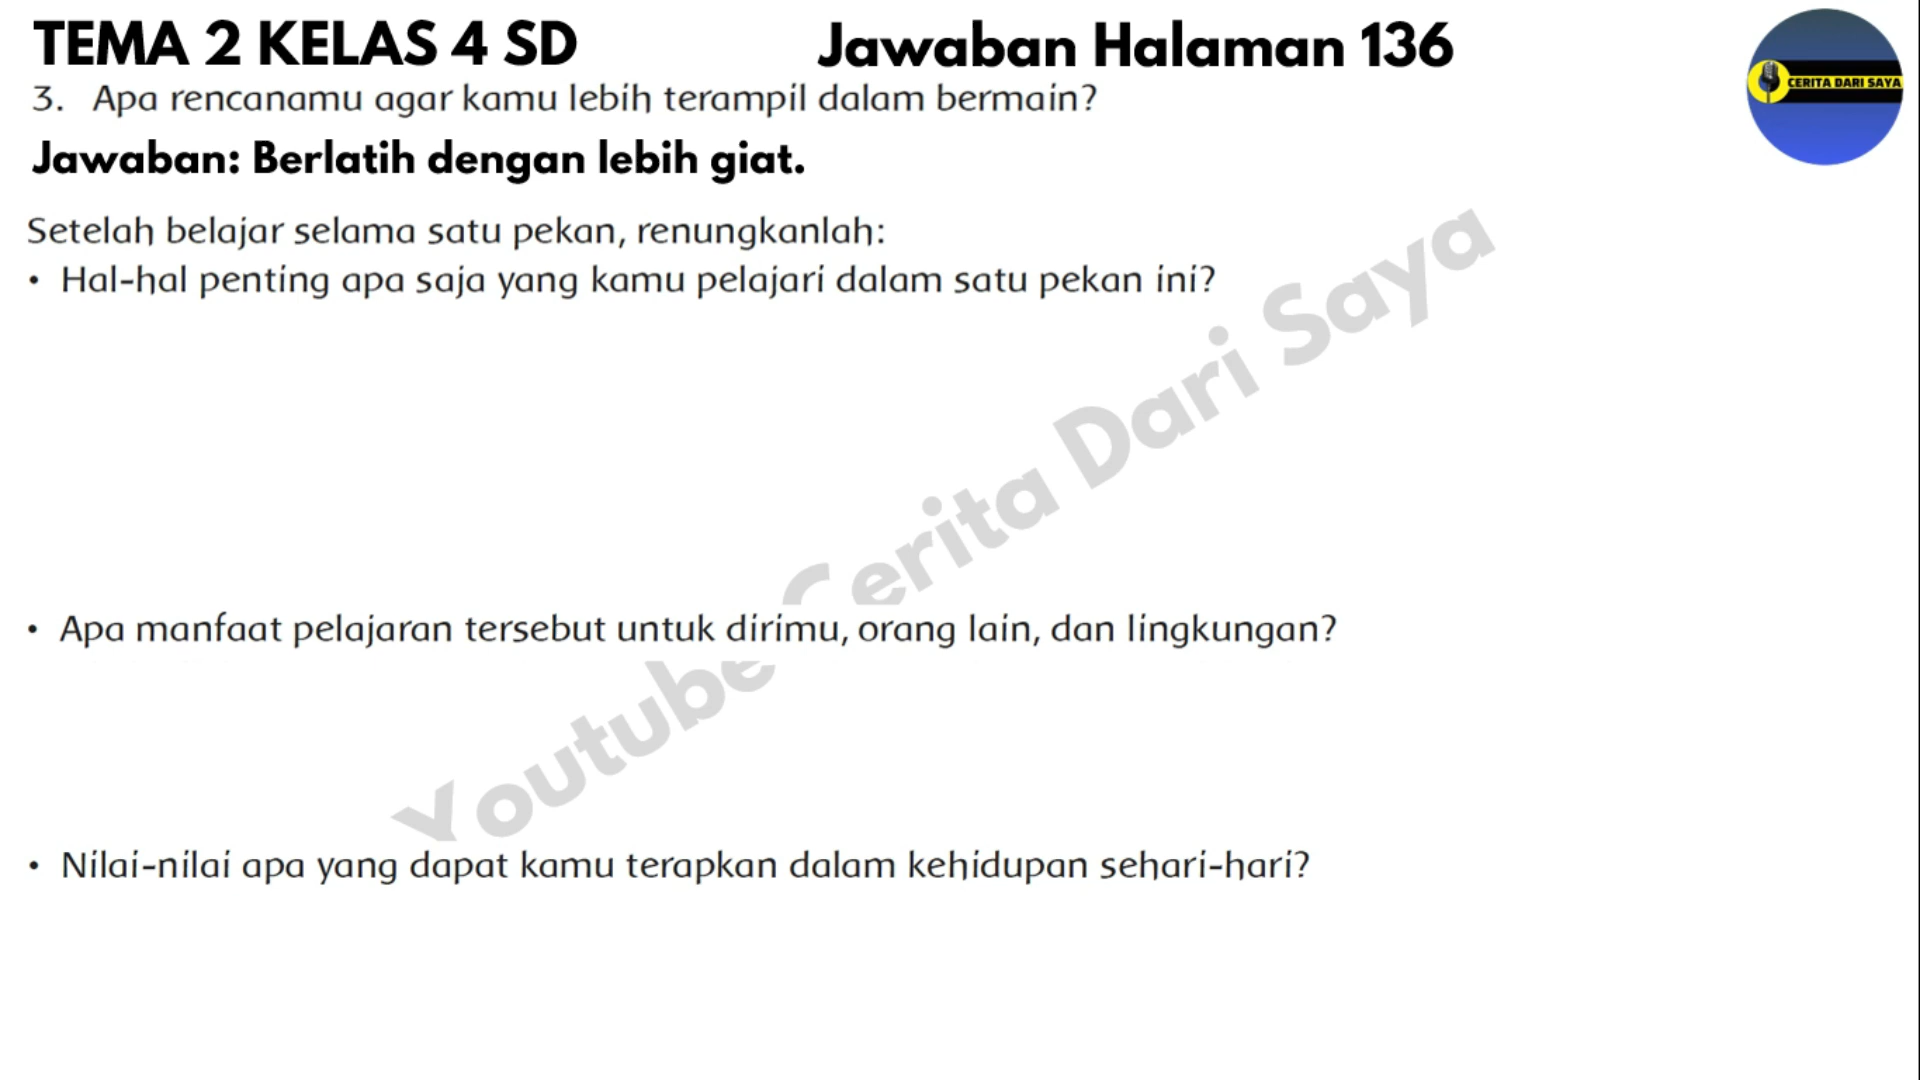 TEMA 2 KELAS 4 SD
Jawaban Halaman 136
CERITA DARI SAYA
3. Apa rencanamu agar kamu lebih terampil dalam bermain?
Jawaban: Berlatih dengan lebih giat.
Setelah belajar selama satu pekan, renungkanlah:
• Hal-hal penting apa saja yang kamu pelajari dalam satu pekan ini?
• Apa manfaat pelajaran tersebut untuk dirimu, orang lain, dan lingkungan?
• Nilai-nilai apa yang dapat kamu terapkan dalam kehidupan sehari-hari?
Youtube Cerita Dari Saya